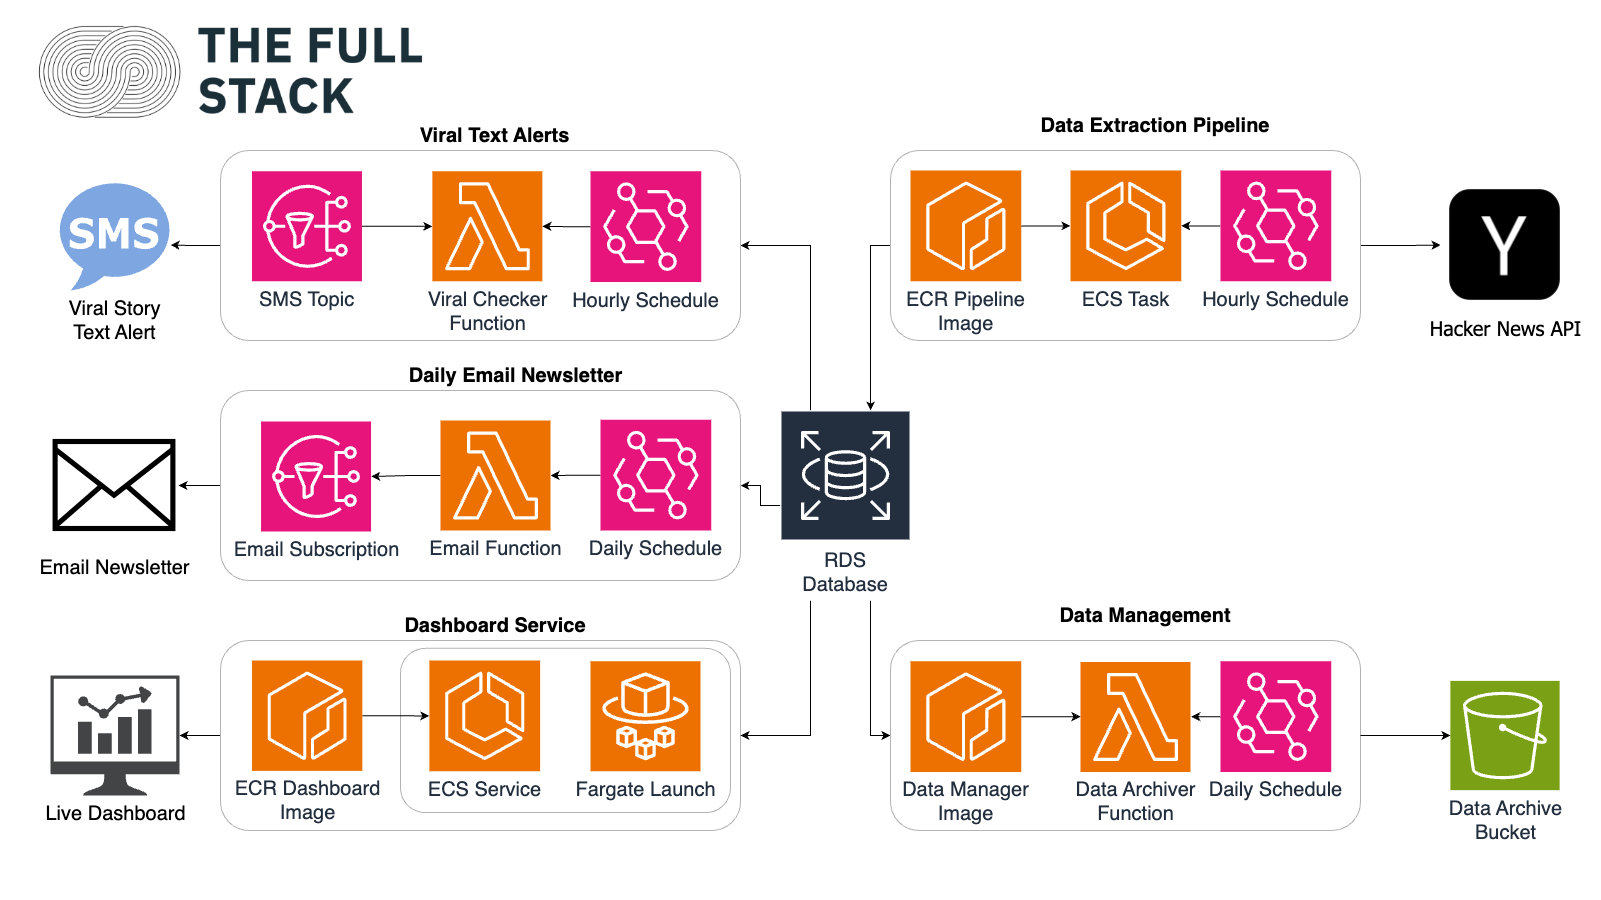 THE FULL
STACK
Viral Text Alerts
SMS
Viral Story
Text Alert
SMS Topic
Viral Checker
Function
Hourly Schedule
Data Extraction Pipeline
ECR Pipeline
Image
ECS Task
Hourly Schedule
Y
Hacker News API
Daily Email Newsletter
Email Newsletter
Email Subscription
Email Function
Daily Schedule
RDS
Database
Dashboard Service
Live Dashboard
ECR Dashboard
Image
ECS Service
Fargate Launch
Data Management
Data Manager
Image
Data Archiver
Function
Daily Schedule
Data Archive
Bucket